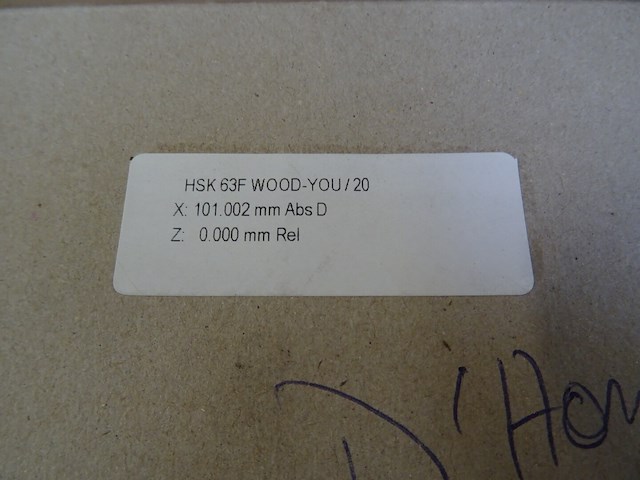 HSK 63F WOOD-YOU / 20
X: 101.002 mm Abs D
Z: 0.000 mm Rel